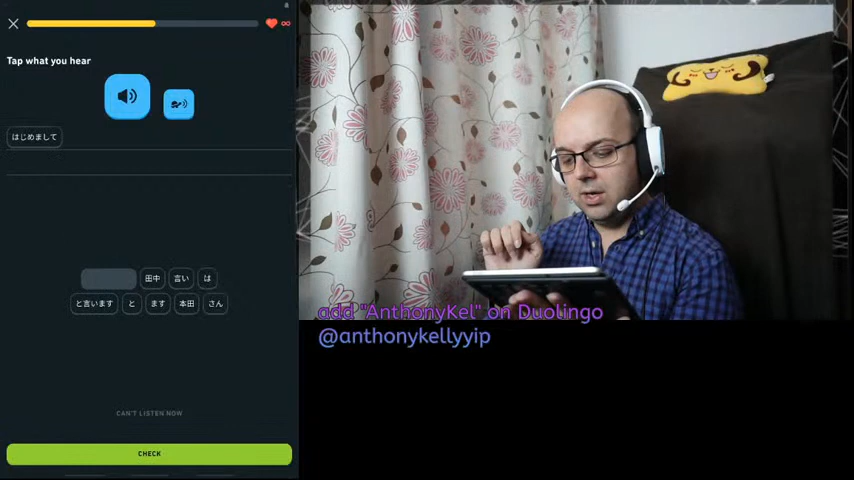 Tap what you hear
はじめまして
田中 言い は
と言います と ます 本田 さん
CAN'T LISTEN NOW
CHECK
add "AnthonyKel" on Duolingo
@anthonykellyyip